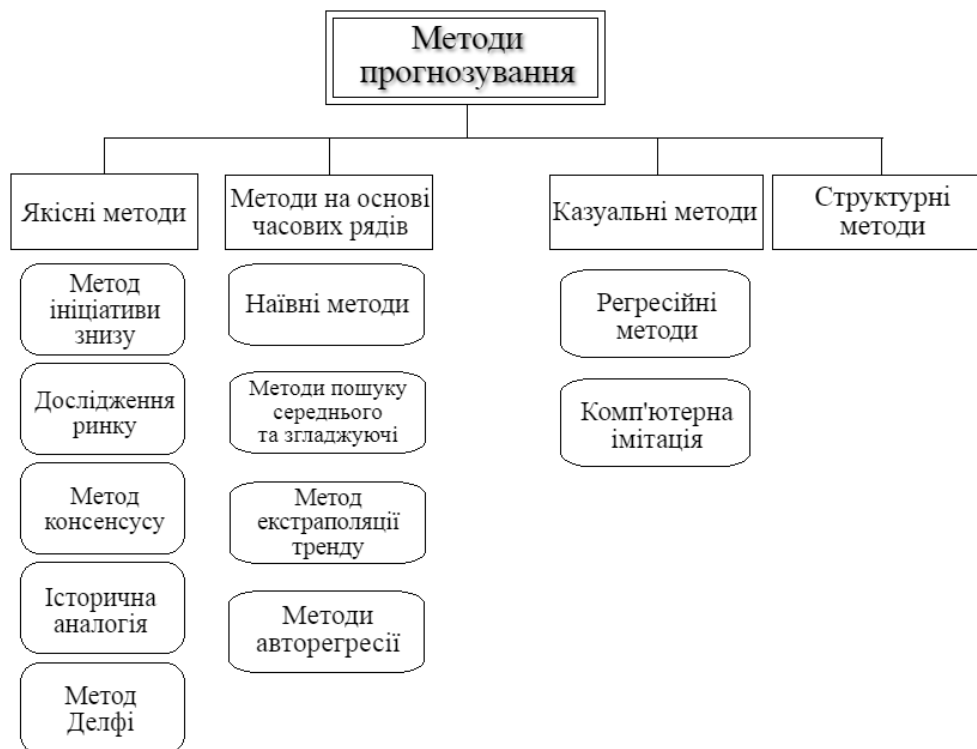 Методи
прогнозування
Якісні методи
Методи на основі
часових рядів
Казуальні методи
Структурні
методи
Метод
ініціативи
знизу
Дослідження
ринку
Метод
консенсусу
Історична
аналогія
Метод
Делфі
Наївні методи
Методи пошуку
середнього
та згладжуючі
Метод
екстраполяції
тренду
Методи
авторегресії
Регресійні
методи
Комп'ютерна
імітація